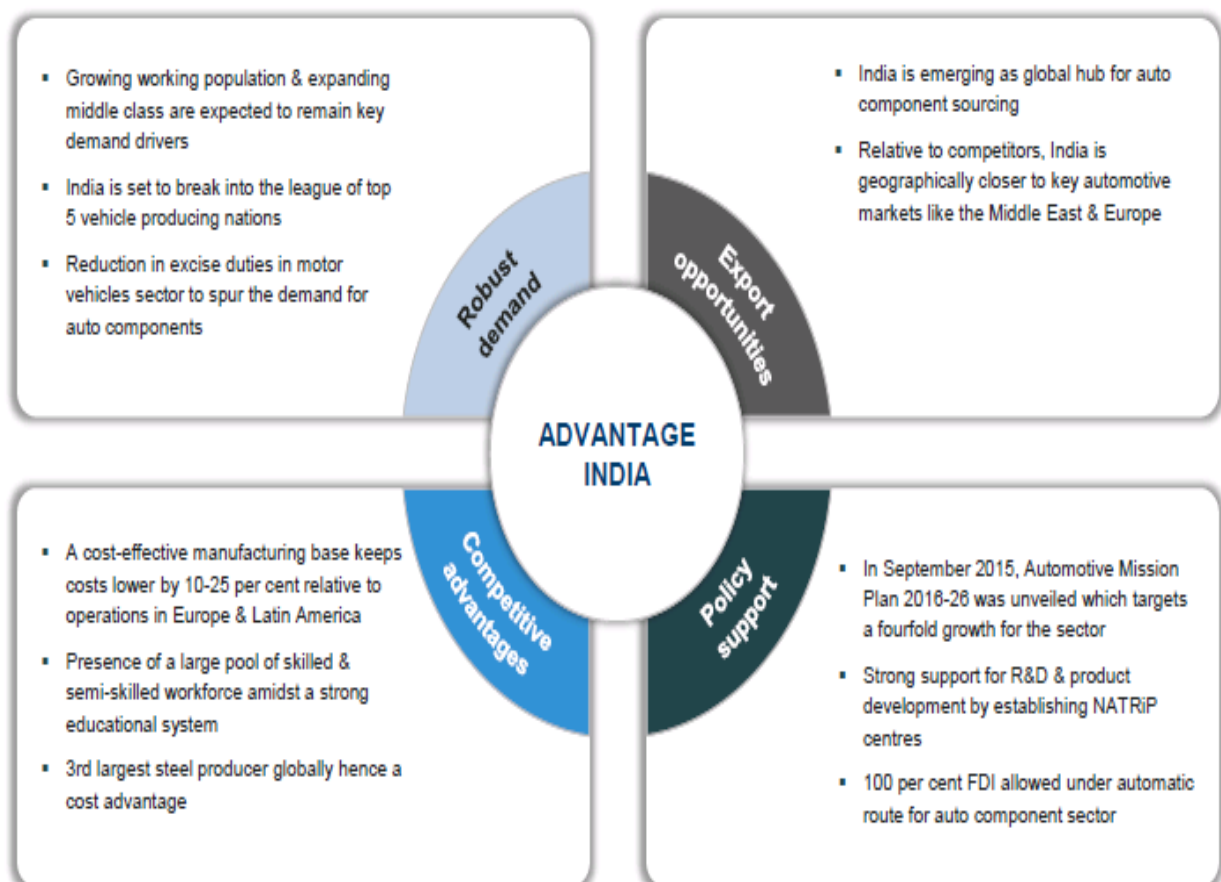 ▪ Growing working population & expanding
middle class are expected to remain key
demand drivers
▪ India is set to break into the league of top
5 vehicle producing nations
▪ Reduction in excise duties in motor
vehicles sector to spur the demand for
auto components
Robust
demand
▪ India is emerging as global hub for auto
component sourcing
▪ Relative to competitors, India is
geographically closer to key automotive
markets like the Middle East & Europe
Export
opportunities
ADVANTAGE
INDIA
▪ A cost-effective manufacturing base keeps
costs lower by 10-25 per cent relative to
operations in Europe & Latin America
▪ Presence of a large pool of skilled &
semi-skilled workforce amidst a strong
educational system
▪ 3rd largest steel producer globally hence a
cost advantage
Competitive
advantages
Policy
support
▪ In September 2015, Automotive Mission
Plan 2016-26 was unveiled which targets
a fourfold growth for the sector
▪ Strong support for R&D & product
development by establishing NATRiP
centres
▪ 100 per cent FDI allowed under automatic
route for auto component sector